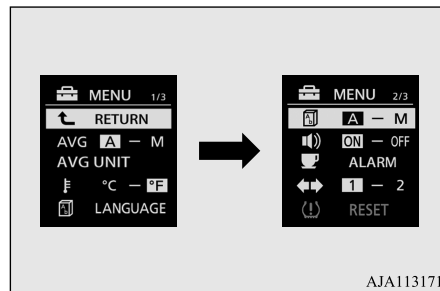 MENU 1/3
RETURN
AVG A – M
AVG UNIT
°C – °F
LANGUAGE
MENU 2/3
A – M
ON – OFF
ALARM
1 – 2
RESET
AJA113171